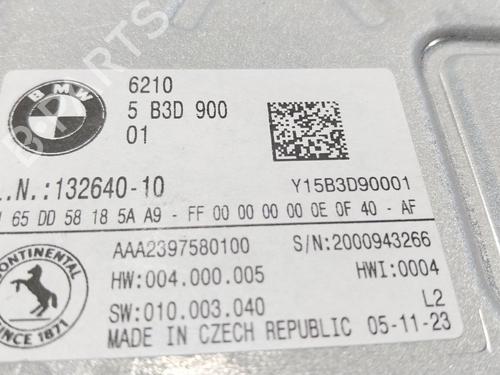 BMW
6210
5 B3D 900
01
.N.:132640-10
Y15B3D90001
65 DD 58 18 5A A9 - FF 00 00 00 00 0E 0F 40 - AF
CONTINENTAL
SINCE 1871
AAA2397580100
S/N:2000943266
HW:004.000.005
HWI:0004
SW:010.003.040
L2
MADE IN CZECH REPUBLIC 05-11-23
PARTS